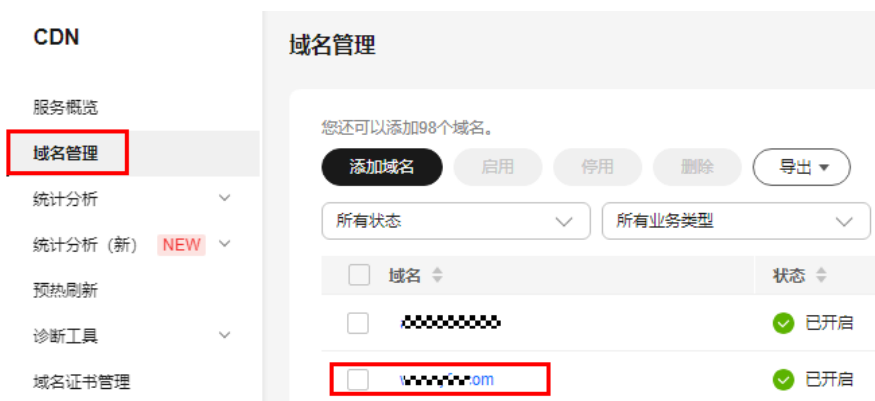 CDN
服务概览
域名管理
统计分析
统计分析（新） NEW
预热刷新
诊断工具
域名证书管理
域名管理
您还可以添加98个域名。
添加域名 启用 停用 删除 导出
所有状态 所有业务类型
域名 状态
已开启
om 已开启